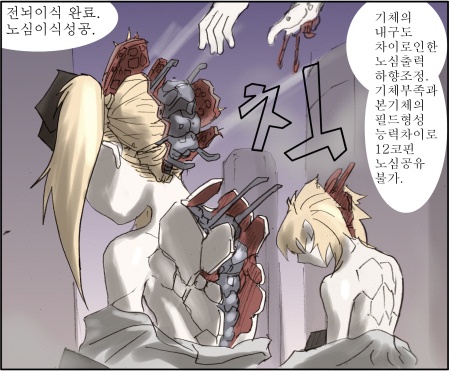 전뇌이식 완료.
노심이식성공.
칙
기체의
내구도
차이로인한
노심출력
하향조정.
기체부족과
본기체의
필드형성
능력차이로
12코핀
노심공유
불가.